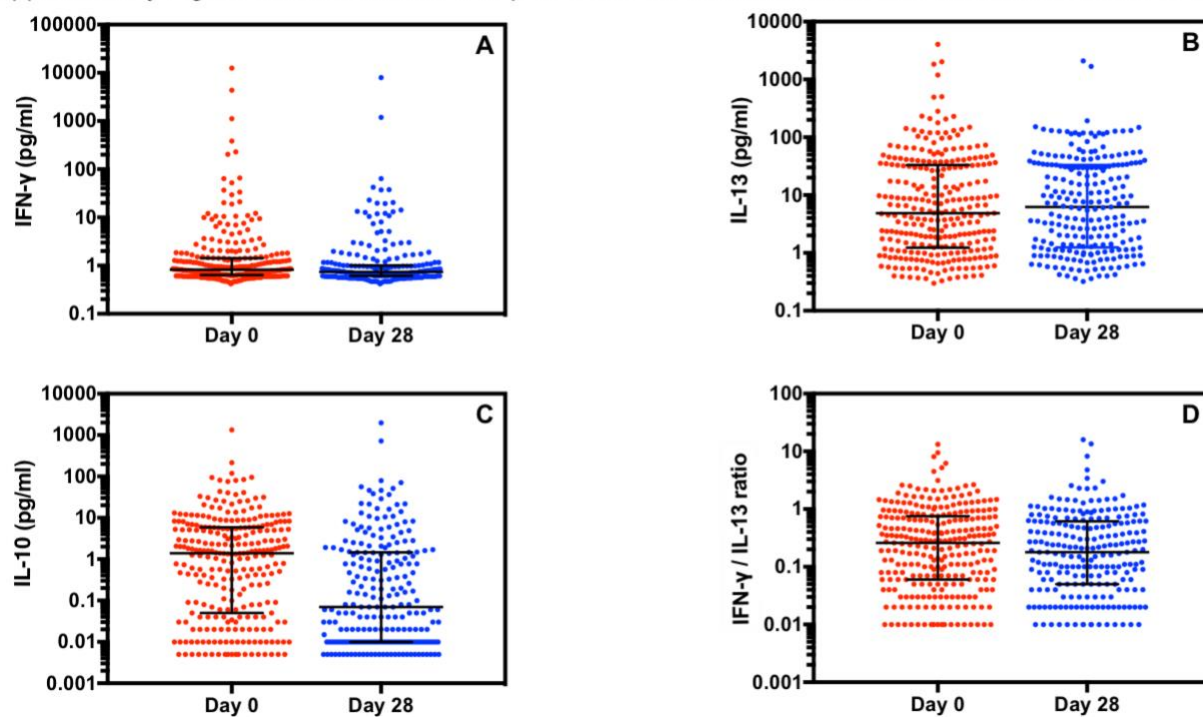 A
IFN-γ (pg/ml)
100000
10000
1000
100
10
1
0.1
Day 0
Day 28
B
IL-13 (pg/ml)
10000
1000
100
10
1
0.1
Day 0
Day 28
C
IL-10 (pg/ml)
10000
1000
100
10
1
0.1
0.01
0.001
Day 0
Day 28
D
IFN-γ / IL-13 ratio
100
10
1
0.1
0.01
0.001
Day 0
Day 28